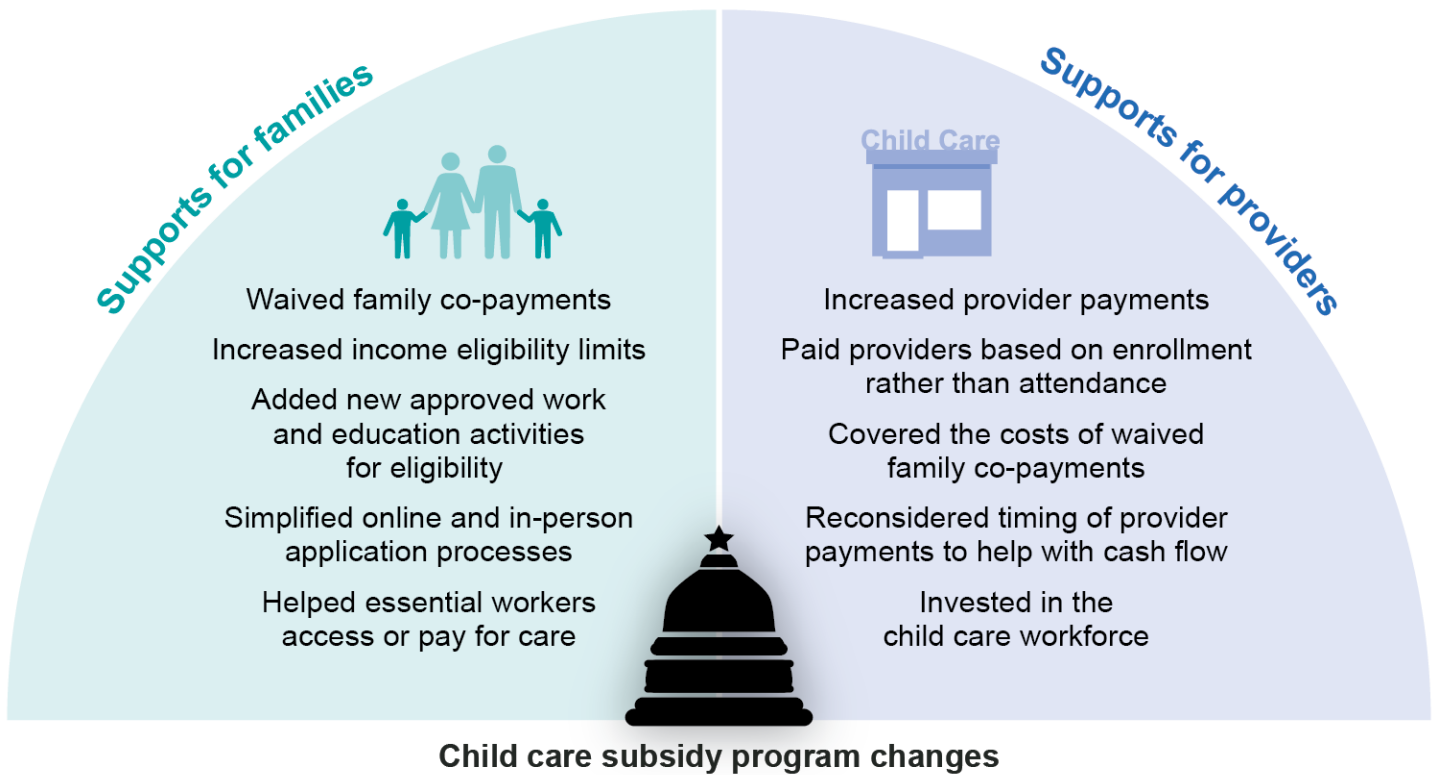 Supports for families
Waived family co-payments
Increased income eligibility limits
Added new approved work
and education activities
for eligibility
Simplified online and in-person
application processes
Helped essential workers
access or pay for care
Supports for providers
Child Care
Increased provider payments
Paid providers based on enrollment
rather than attendance
Covered the costs of waived
family co-payments
Reconsidered timing of provider
payments to help with cash flow
Invested in the
child care workforce
Child care subsidy program changes